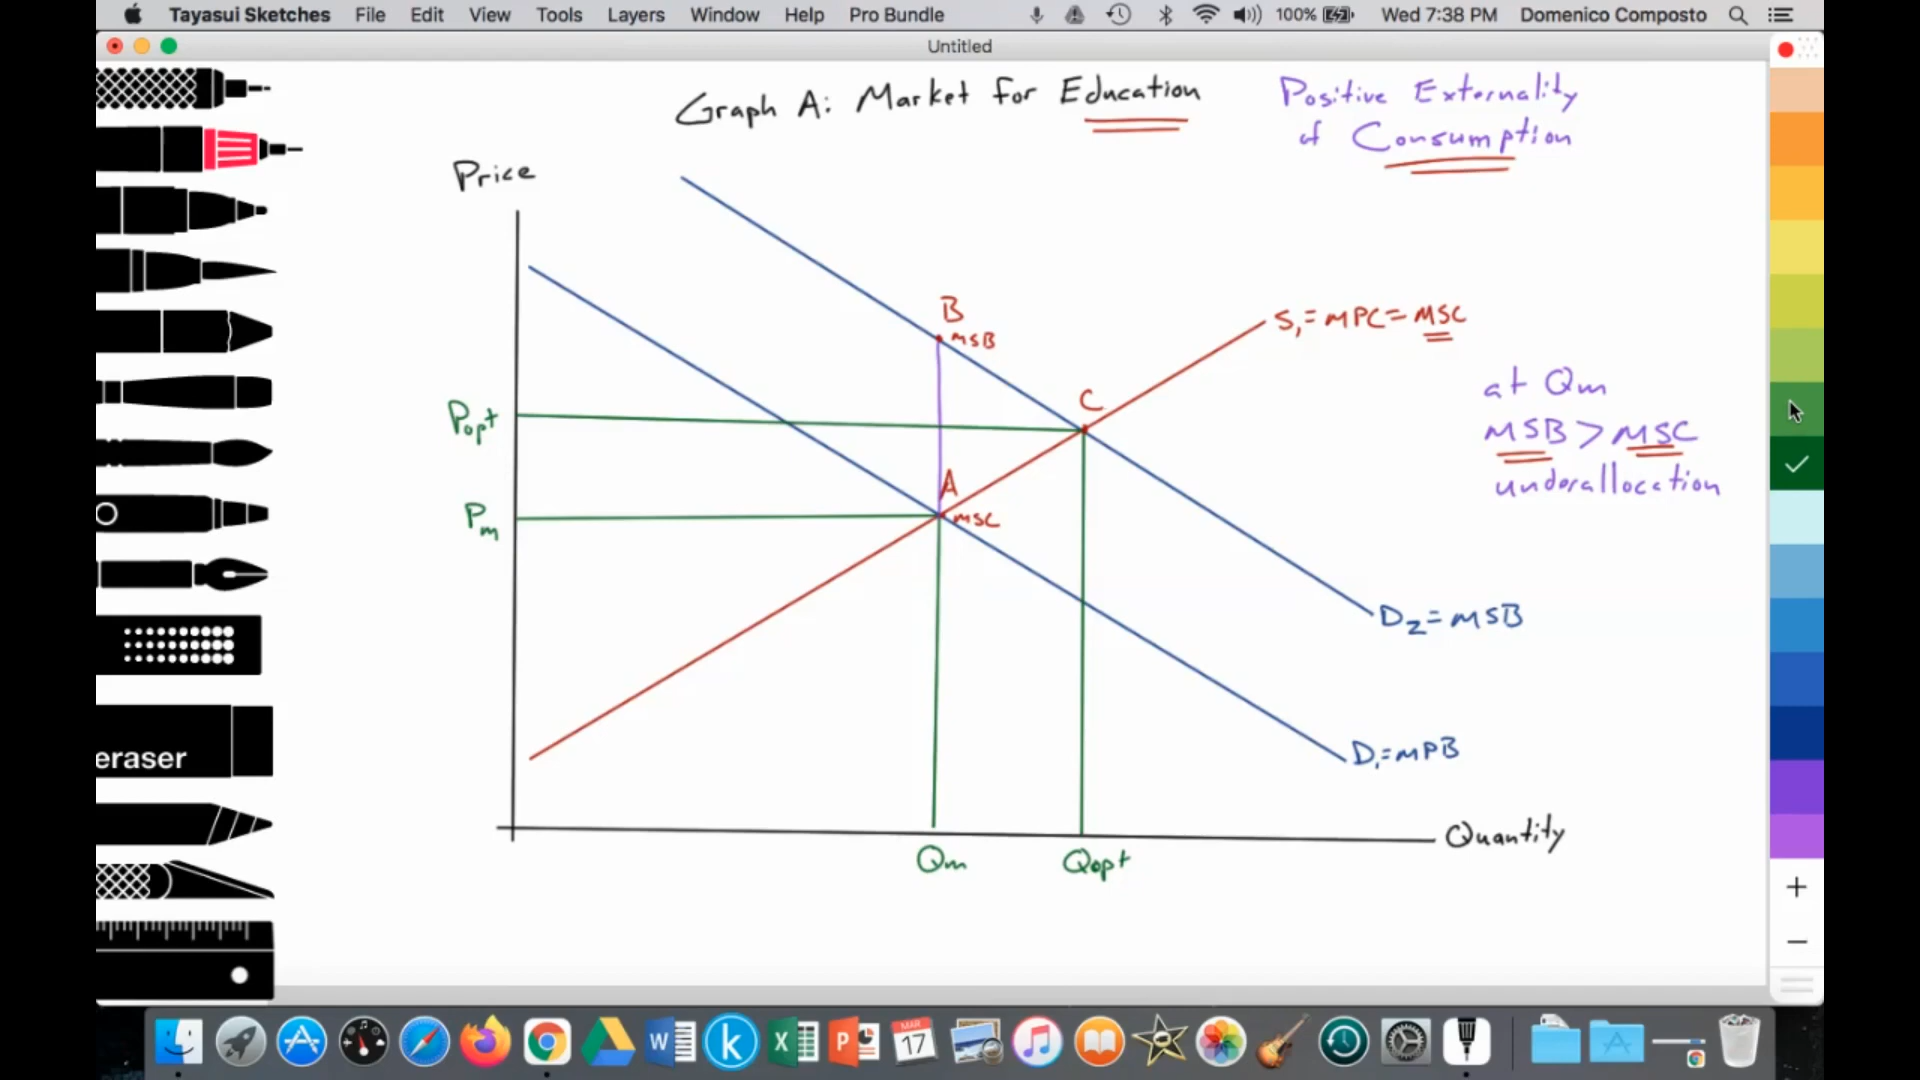 Tayasui Sketches File Edit View Tools Layers Window Help Pro Bundle 100% Wed 7:38 PM Domenico Composto
Untitled
Graph A: Market for Education
Positive Externality
of Consumption
Price
B
MSB
S₁=MPC=MSC
at Qm
MSB>MSC
underallocation
C
Popt
A
MSC
Pm
D₂=MSB
D₁=MPB
eraser
Quantity
Qm
Qopt
W
k
X
P
MAR
17